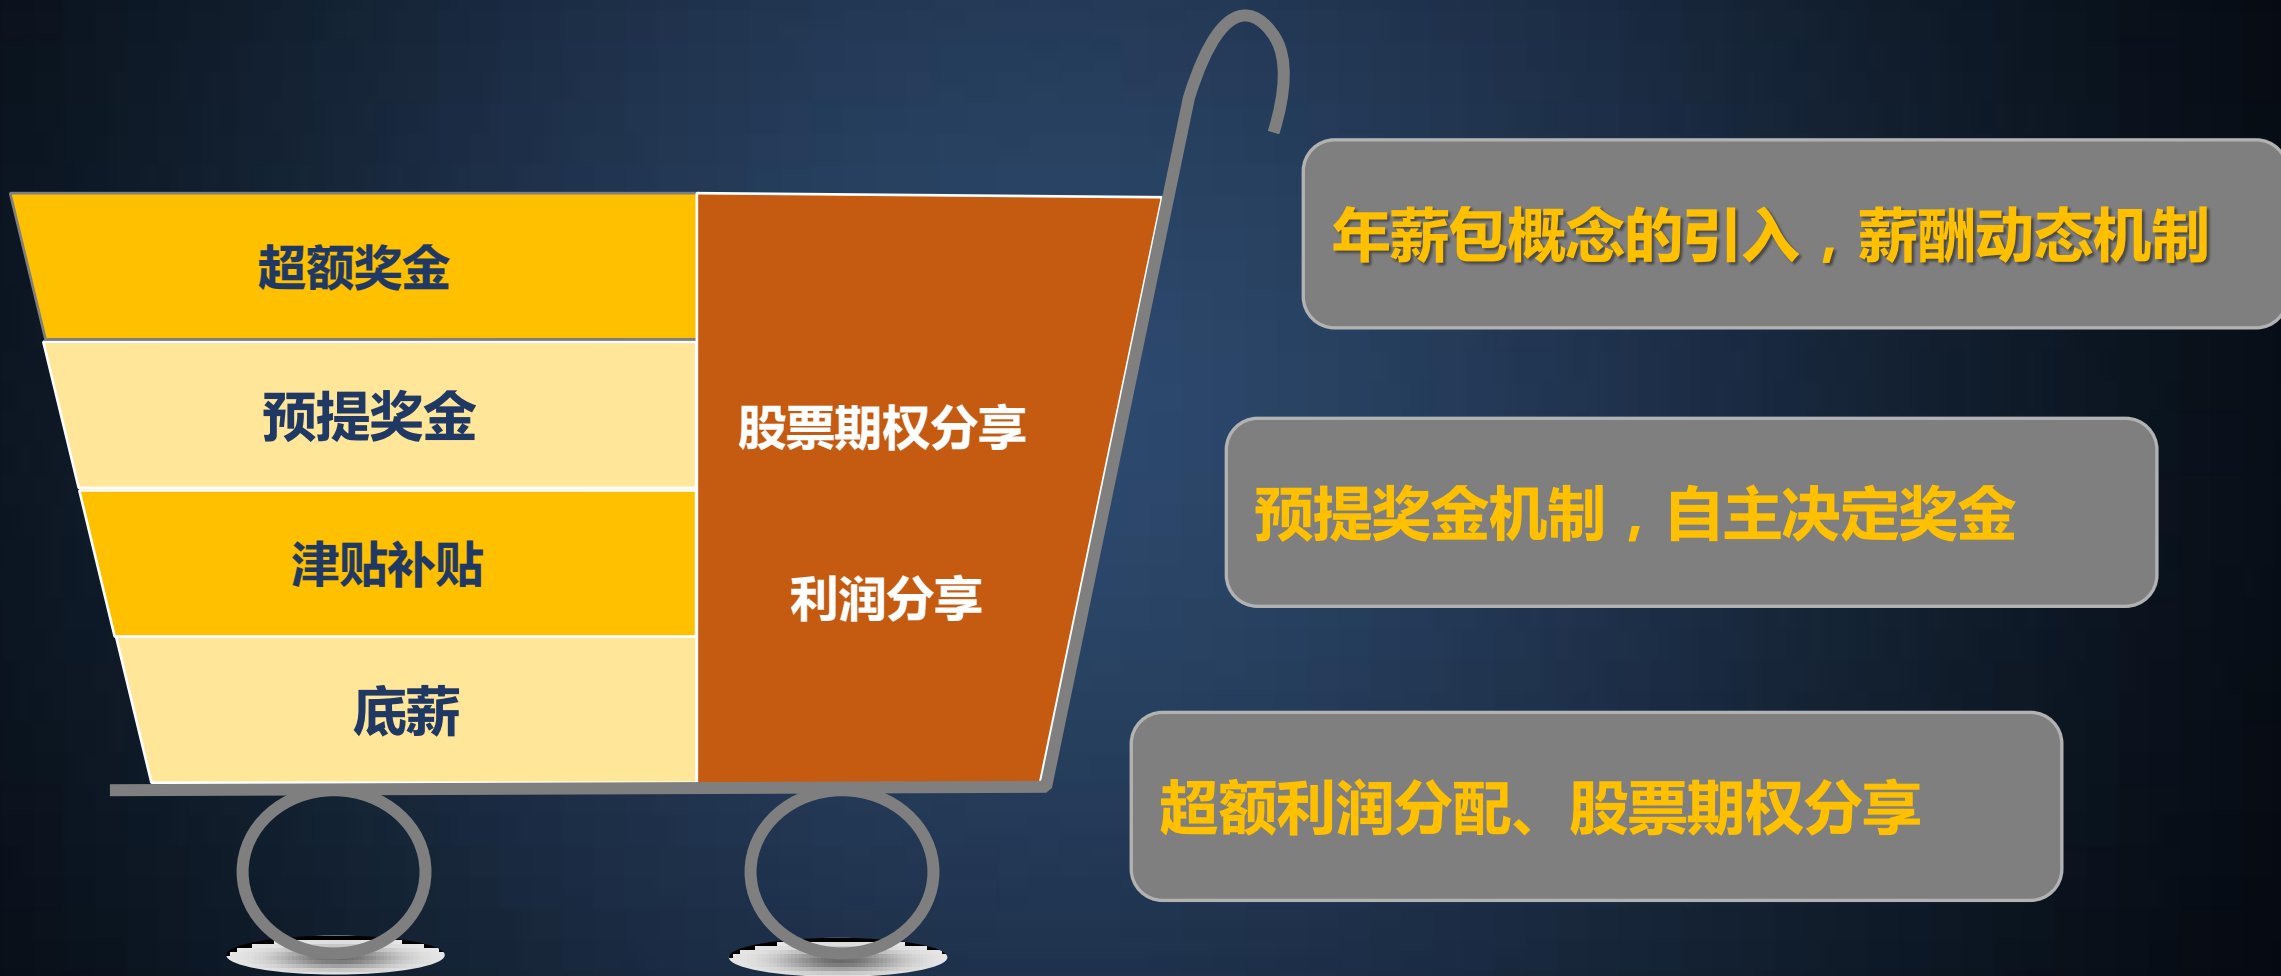 超额奖金
预提奖金
津贴补贴
底薪
股票期权分享
利润分享
年薪包概念的引入，薪酬动态机制
预提奖金机制，自主决定奖金
超额利润分配、股票期权分享